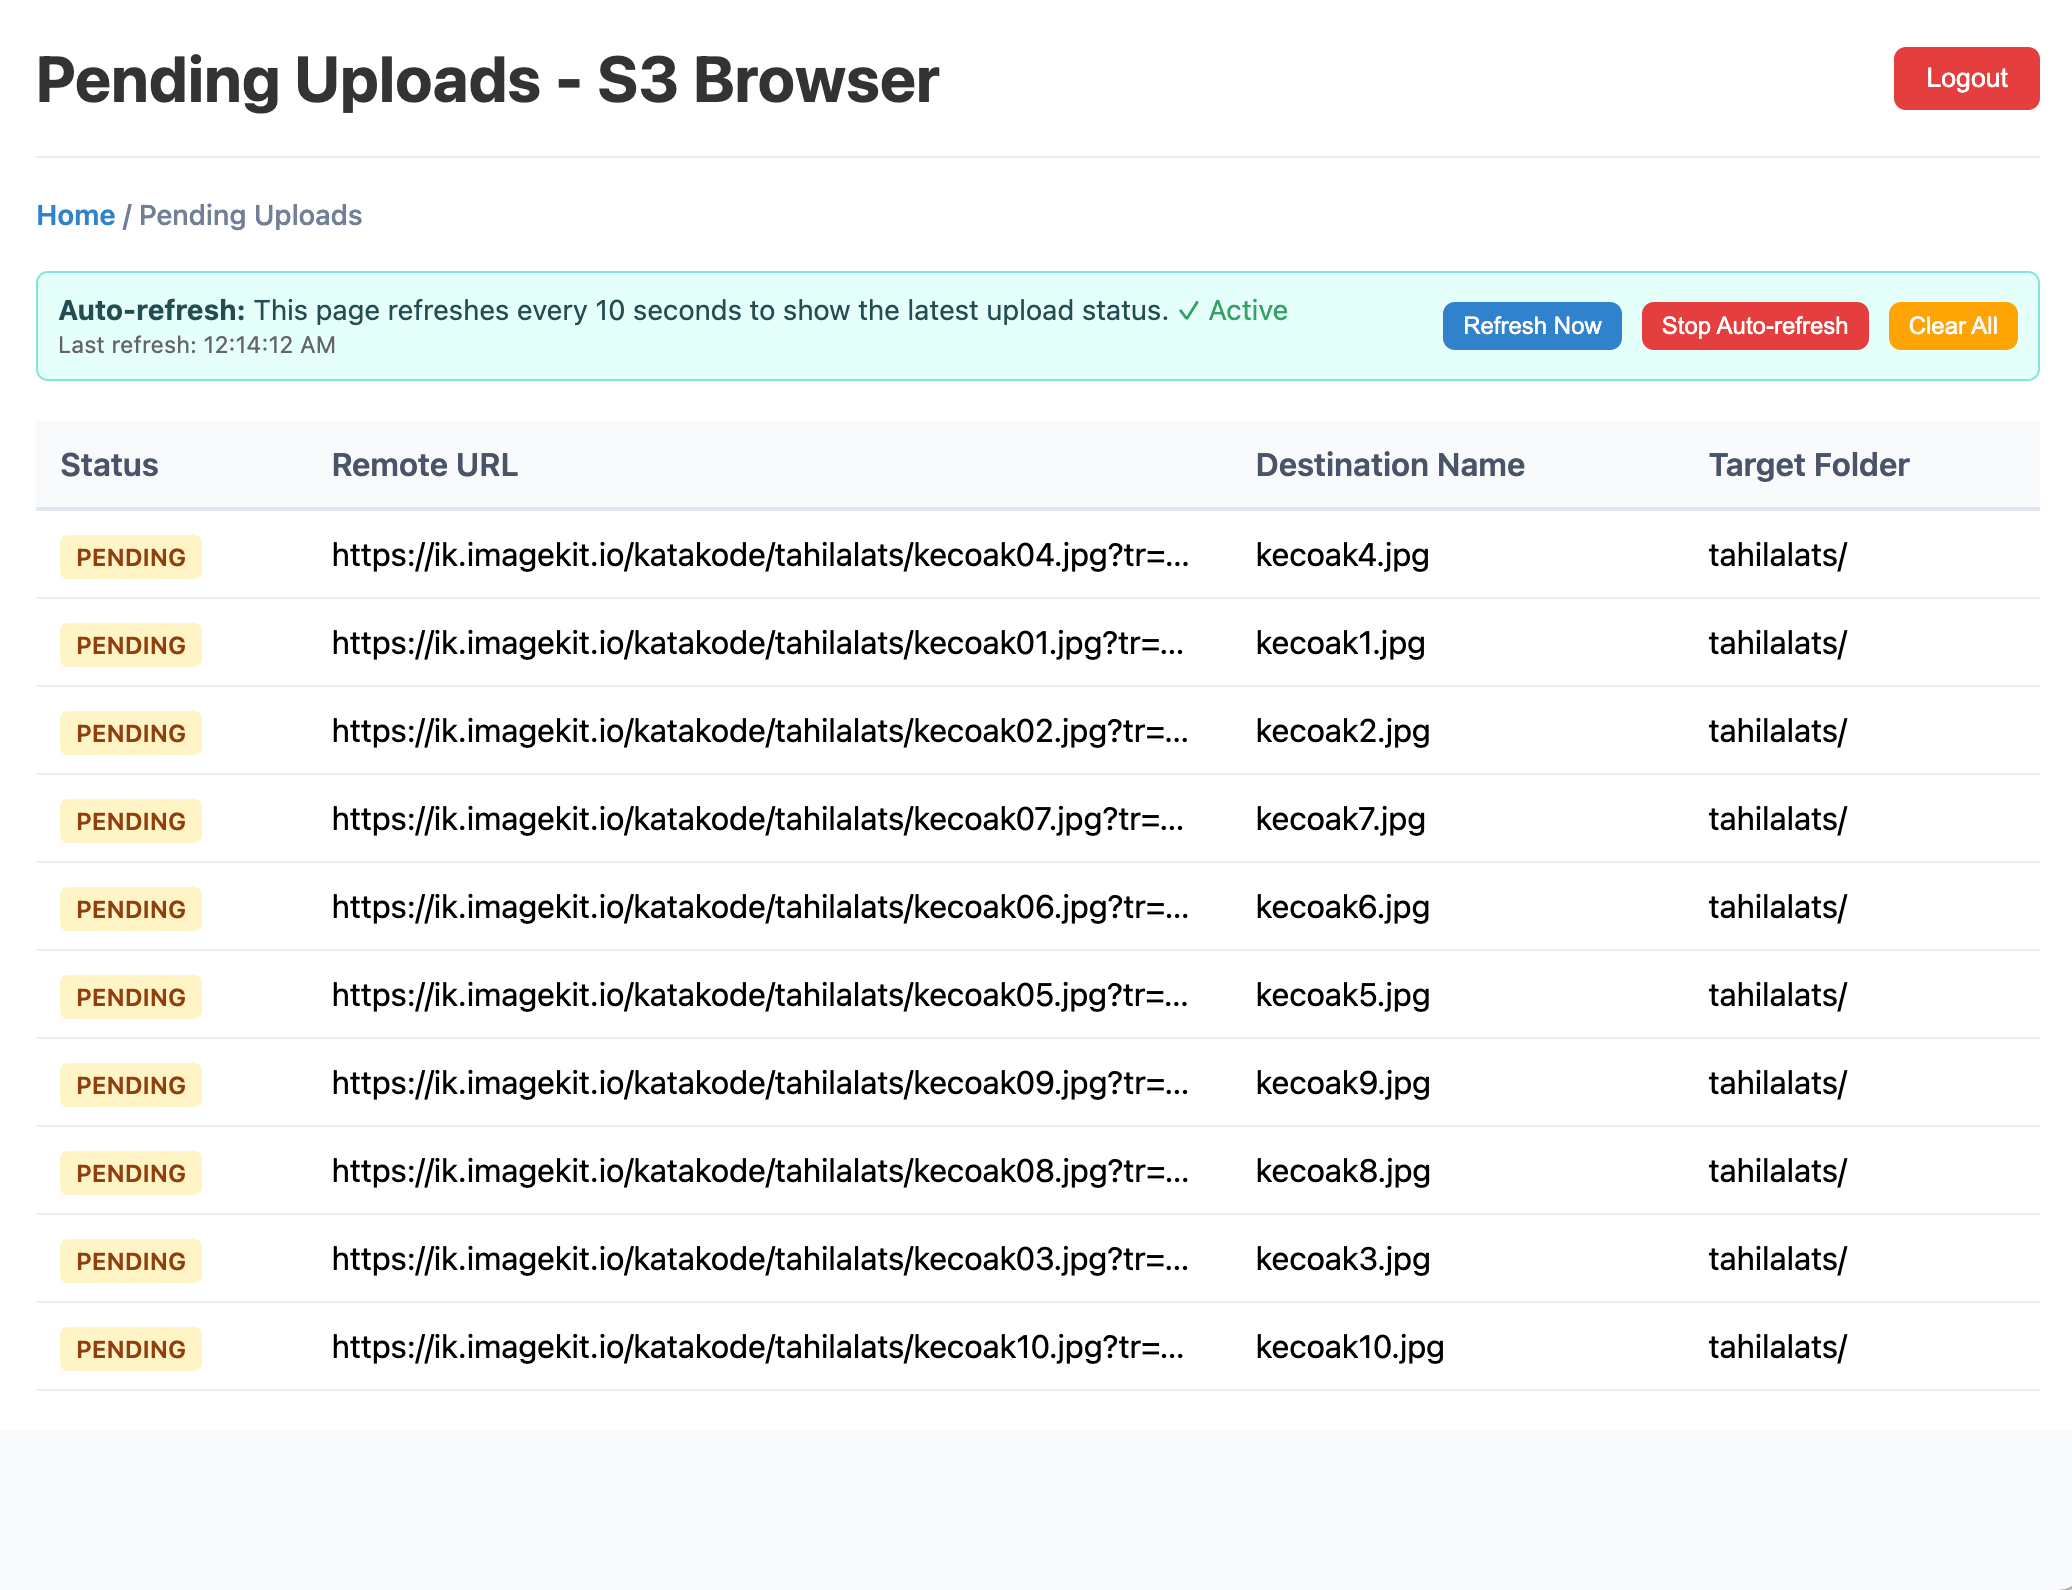 Pending Uploads - S3 Browser
Logout
Home / Pending Uploads
Auto-refresh: This page refreshes every 10 seconds to show the latest upload status. ✓ Active
Last refresh: 12:14:12 AM
Refresh Now Stop Auto-refresh Clear All
Status Remote URL Destination Name Target Folder
PENDING https://ik.imagekit.io/katakode/tahilalats/kecoak04.jpg?tr=... kecoak4.jpg tahilalats/
PENDING https://ik.imagekit.io/katakode/tahilalats/kecoak01.jpg?tr=... kecoak1.jpg tahilalats/
PENDING https://ik.imagekit.io/katakode/tahilalats/kecoak02.jpg?tr=... kecoak2.jpg tahilalats/
PENDING https://ik.imagekit.io/katakode/tahilalats/kecoak07.jpg?tr=... kecoak7.jpg tahilalats/
PENDING https://ik.imagekit.io/katakode/tahilalats/kecoak06.jpg?tr=... kecoak6.jpg tahilalats/
PENDING https://ik.imagekit.io/katakode/tahilalats/kecoak05.jpg?tr=... kecoak5.jpg tahilalats/
PENDING https://ik.imagekit.io/katakode/tahilalats/kecoak09.jpg?tr=... kecoak9.jpg tahilalats/
PENDING https://ik.imagekit.io/katakode/tahilalats/kecoak08.jpg?tr=... kecoak8.jpg tahilalats/
PENDING https://ik.imagekit.io/katakode/tahilalats/kecoak03.jpg?tr=... kecoak3.jpg tahilalats/
PENDING https://ik.imagekit.io/katakode/tahilalats/kecoak10.jpg?tr=... kecoak10.jpg tahilalats/